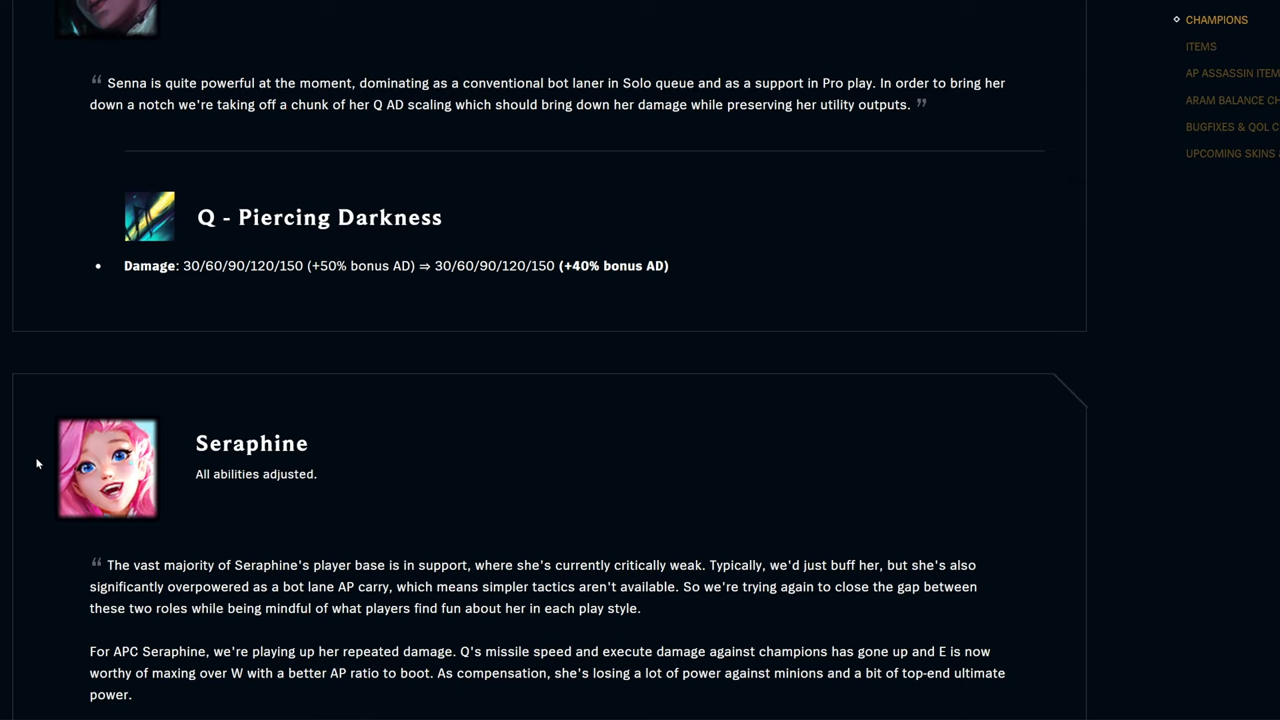 CHAMPIONS
ITEMS
AP ASSASSIN ITEM
ARAM BALANCE CH
BUGFIXES & QOL C
UPCOMING SKINS
“ Senna is quite powerful at the moment, dominating as a conventional bot laner in Solo queue and as a support in Pro play. In order to bring her
down a notch we're taking off a chunk of her Q AD scaling which should bring down her damage while preserving her utility outputs. ”
Q - Piercing Darkness
• Damage: 30/60/90/120/150 (+50% bonus AD) ⇒ 30/60/90/120/150 (+40% bonus AD)
Seraphine
All abilities adjusted.
“ The vast majority of Seraphine's player base is in support, where she's currently critically weak. Typically, we'd just buff her, but she's also
significantly overpowered as a bot lane AP carry, which means simpler tactics aren't available. So we're trying again to close the gap between
these two roles while being mindful of what players find fun about her in each play style.
For APC Seraphine, we're playing up her repeated damage. Q's missile speed and execute damage against champions has gone up and E is now
worthy of maxing over W with a better AP ratio to boot. As compensation, she's losing a lot of power against minions and a bit of top-end ultimate
power.